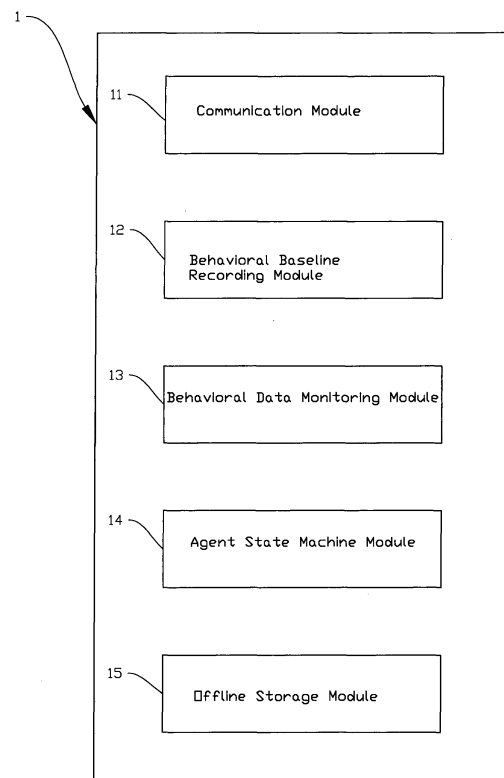 1
11
Communication Module
12
Behavioral Baseline
Recording Module
13
Behavioral Data Monitoring Module
14
Agent State Machine Module
15
Offline Storage Module